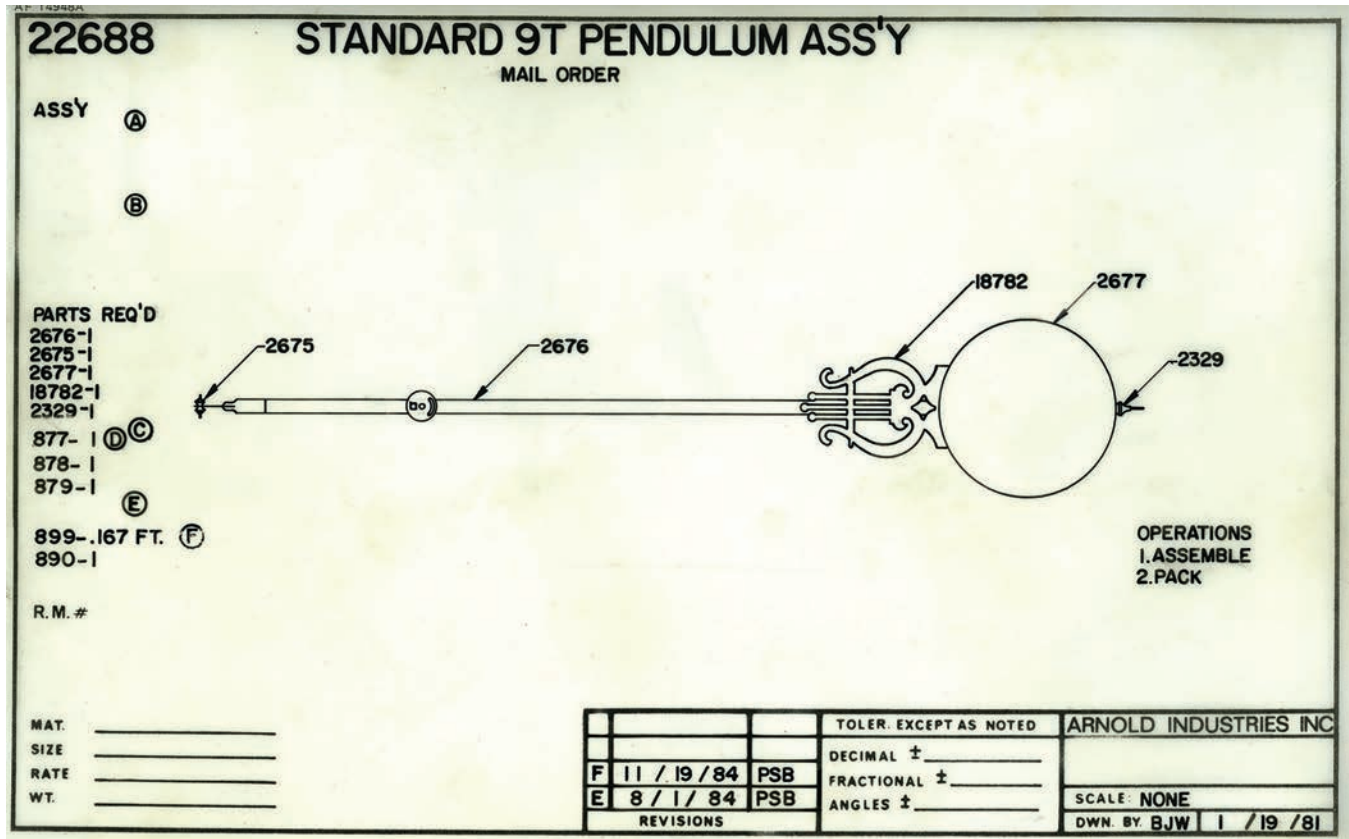 AF 14948A
22688 STANDARD 9T PENDULUM ASS'Y
MAIL ORDER
ASS'Y
A
B
PARTS REQ'D
2676-1
2675-1
2677-1
18782-1
2329-1
877-1 D C
878-1
879-1
E
899-.167 FT. F
890-1
R.M.#
2675
2676
18782
2677
2329
OPERATIONS
1.ASSEMBLE
2.PACK
MAT.
SIZE
RATE
WT.
F 11/19/84 PSB
E 8/1/84 PSB
REVISIONS
TOLER. EXCEPT AS NOTED
DECIMAL ±
FRACTIONAL ±
ANGLES ±
ARNOLD INDUSTRIES INC
SCALE: NONE
DWN. BY. BJW 1/19/81